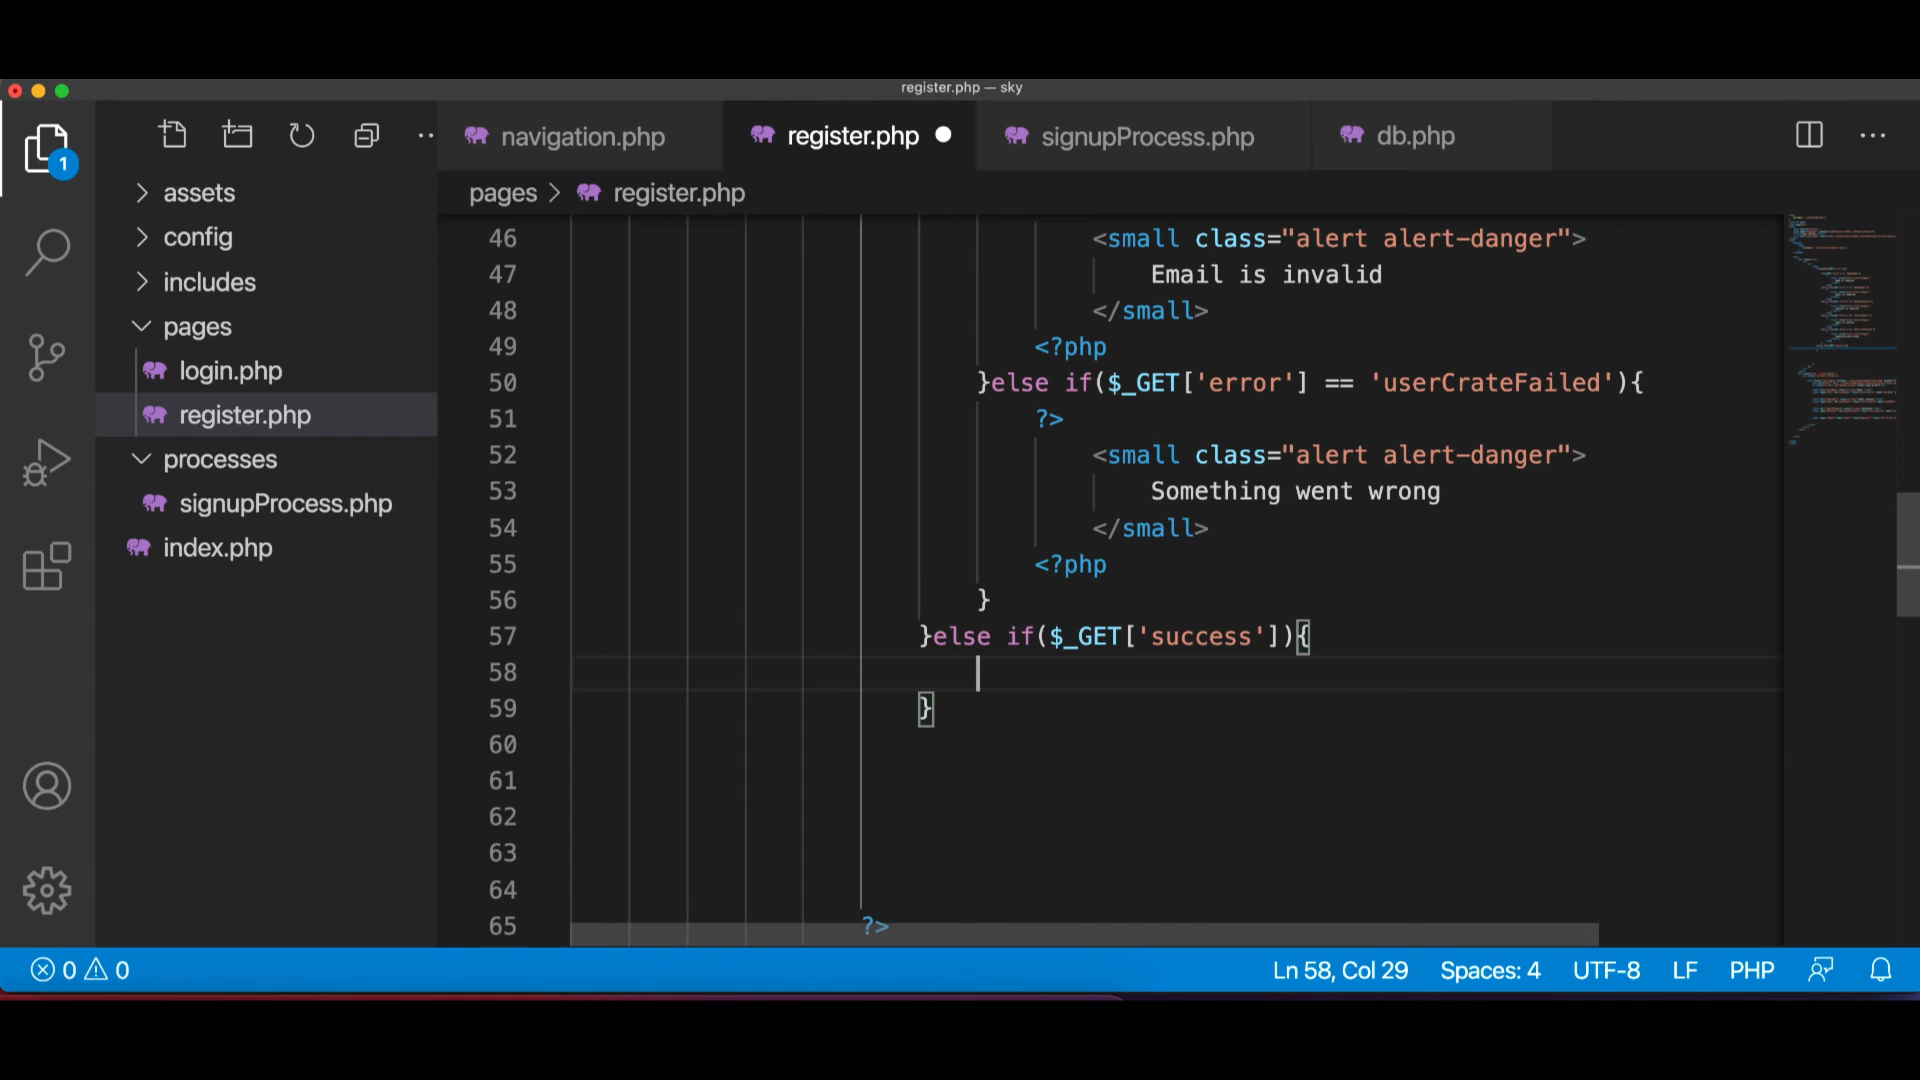 register.php — sky
navigation.php
register.php
signupProcess.php
db.php
1
assets
config
includes
pages
login.php
register.php
processes
signupProcess.php
index.php
pages > register.php
46 <small class="alert alert-danger">
47 Email is invalid
48 </small>
49 <?php
50 }else if($_GET['error'] == 'userCrateFailed'){
51 ?>
52 <small class="alert alert-danger">
53 Something went wrong
54 </small>
55 <?php
56 }
57 }else if($_GET['success']){
58
59 }
60
61
62
63
64
65 ?>
0 0
Ln 58, Col 29 Spaces: 4 UTF-8 LF PHP